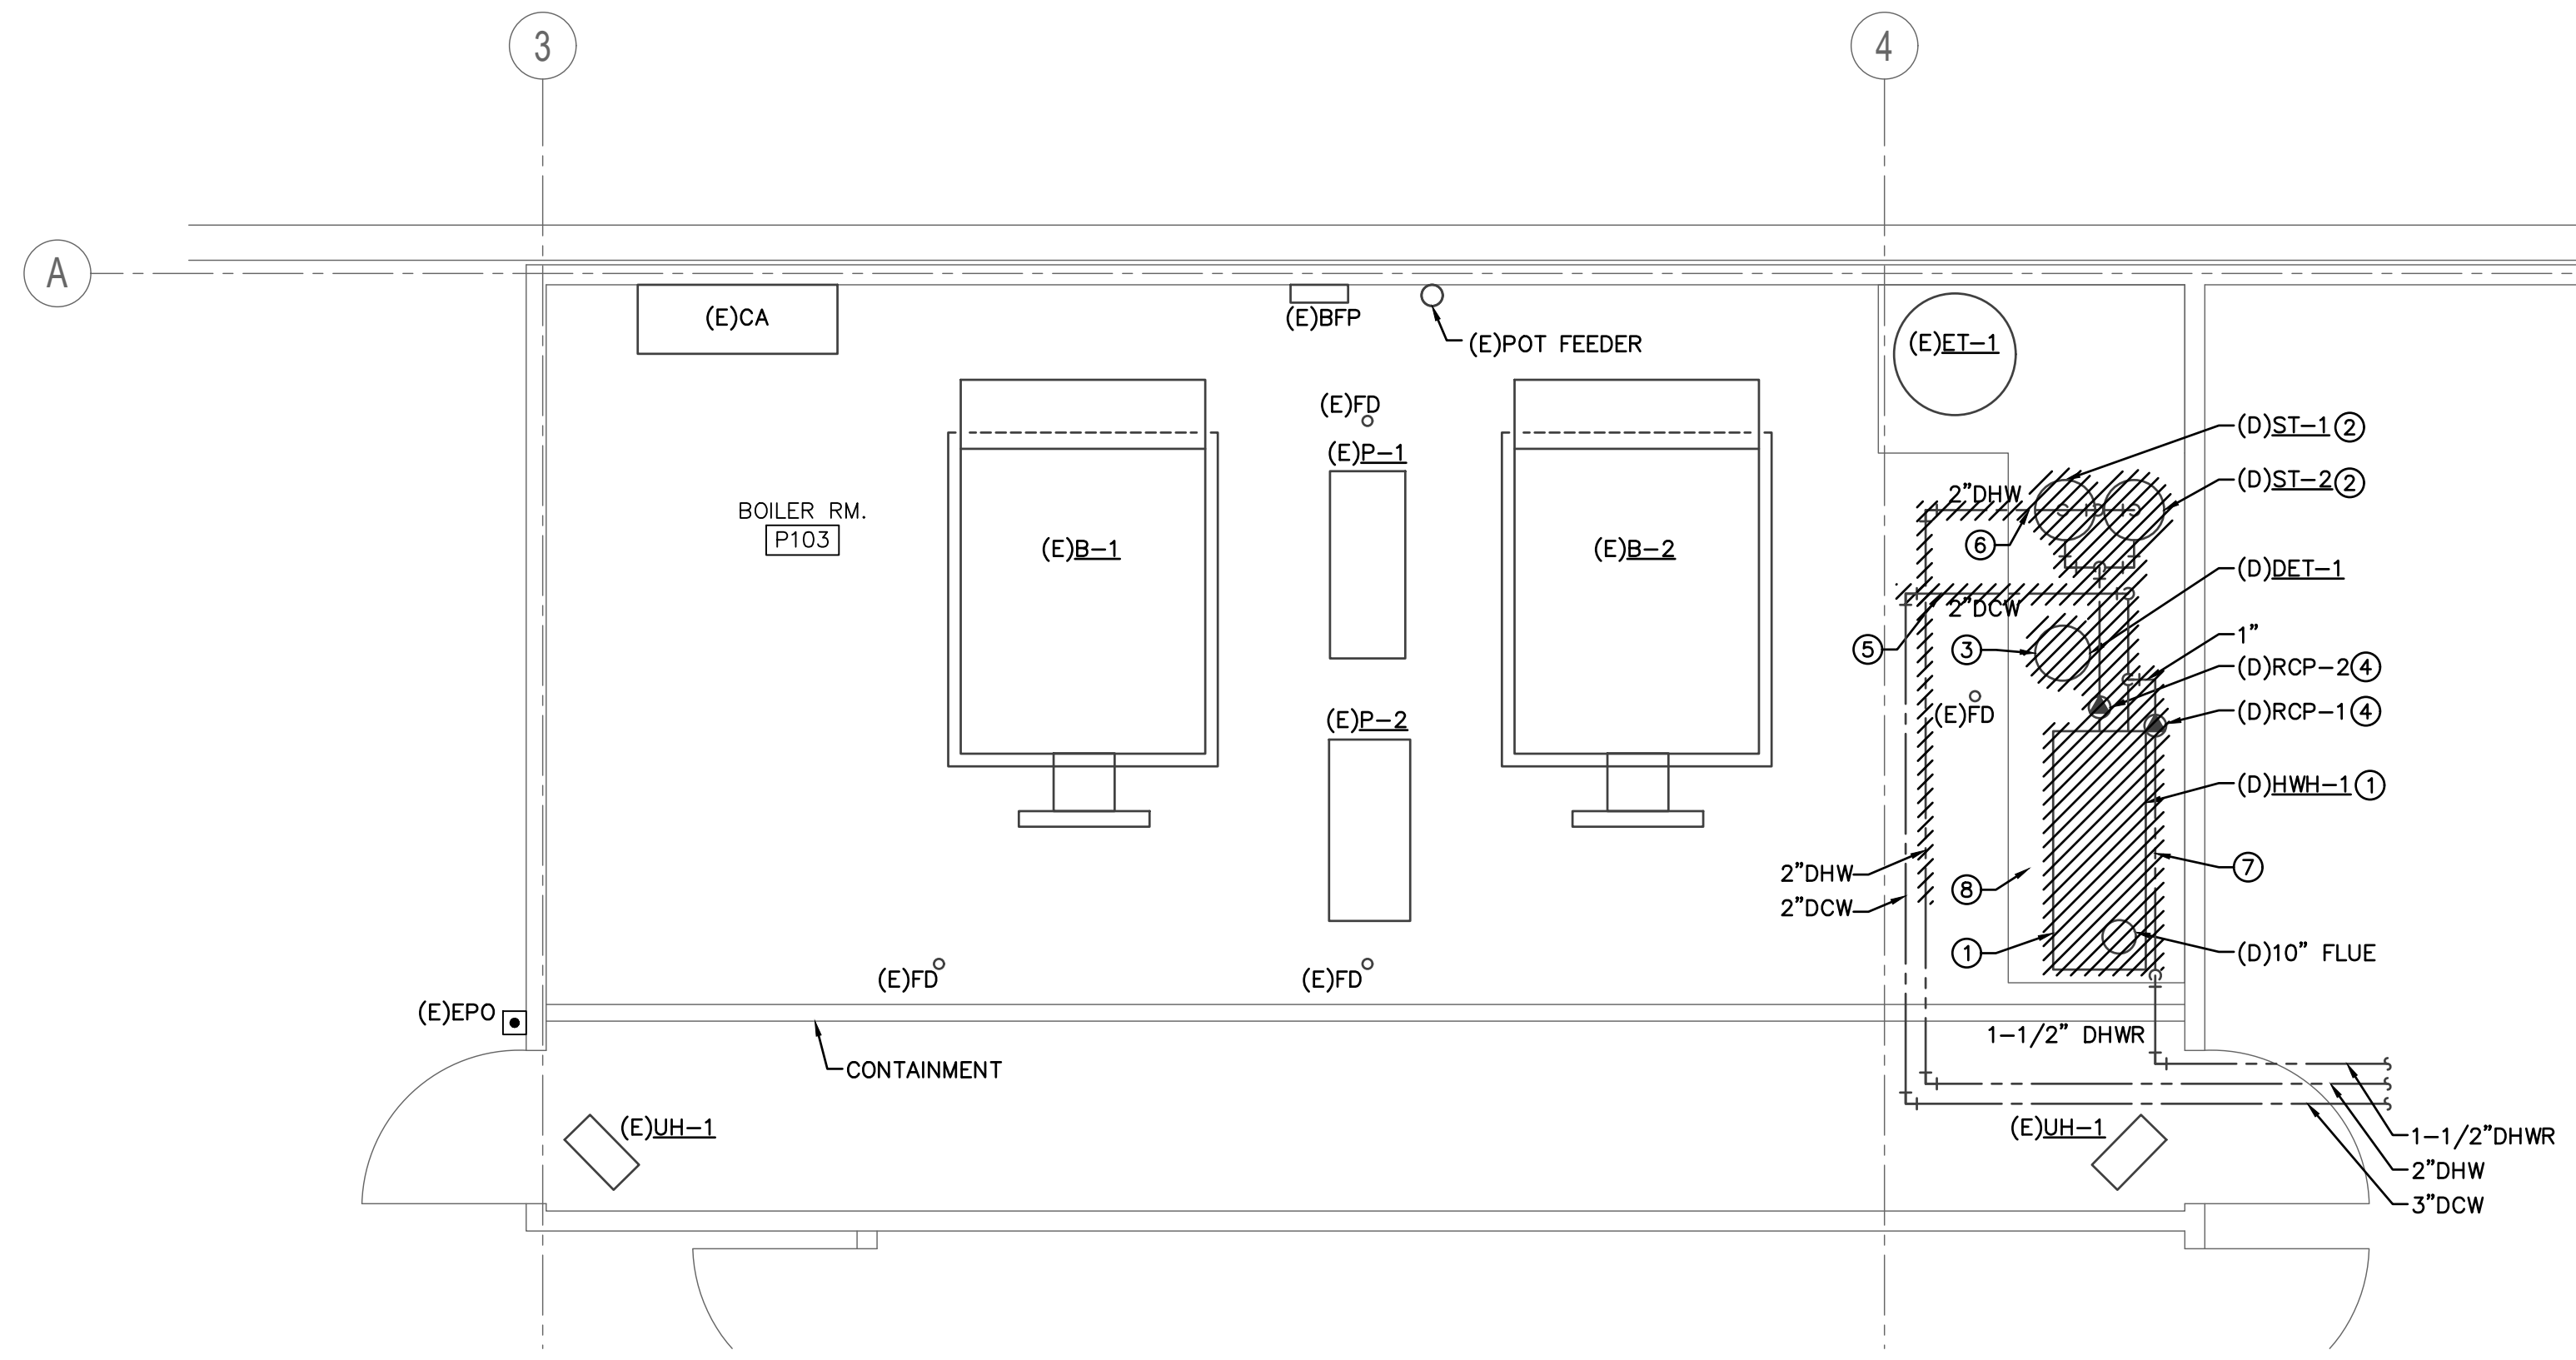 3
4
A
(E)CA
(E)BFP
(E)POT FEEDER
(E)ET-1
(E)FD
(E)P-1
(D)ST-1 2
(D)ST-2 2
2"DHW
6
BOILER RM.
P103
(E)B-1
(E)B-2
(D)DET-1
2"DCW
5
3
1"
(D)RCP-2 4
(E)FD
(D)RCP-1 4
(E)P-2
(D)HWH-1 1
2"DHW
8
7
2"DCW
1
(D)10" FLUE
(E)FD
(E)FD
(E)EPO
1-1/2" DHWR
CONTAINMENT
(E)UH-1
(E)UH-1
1-1/2"DHWR
2"DHW
3"DCW